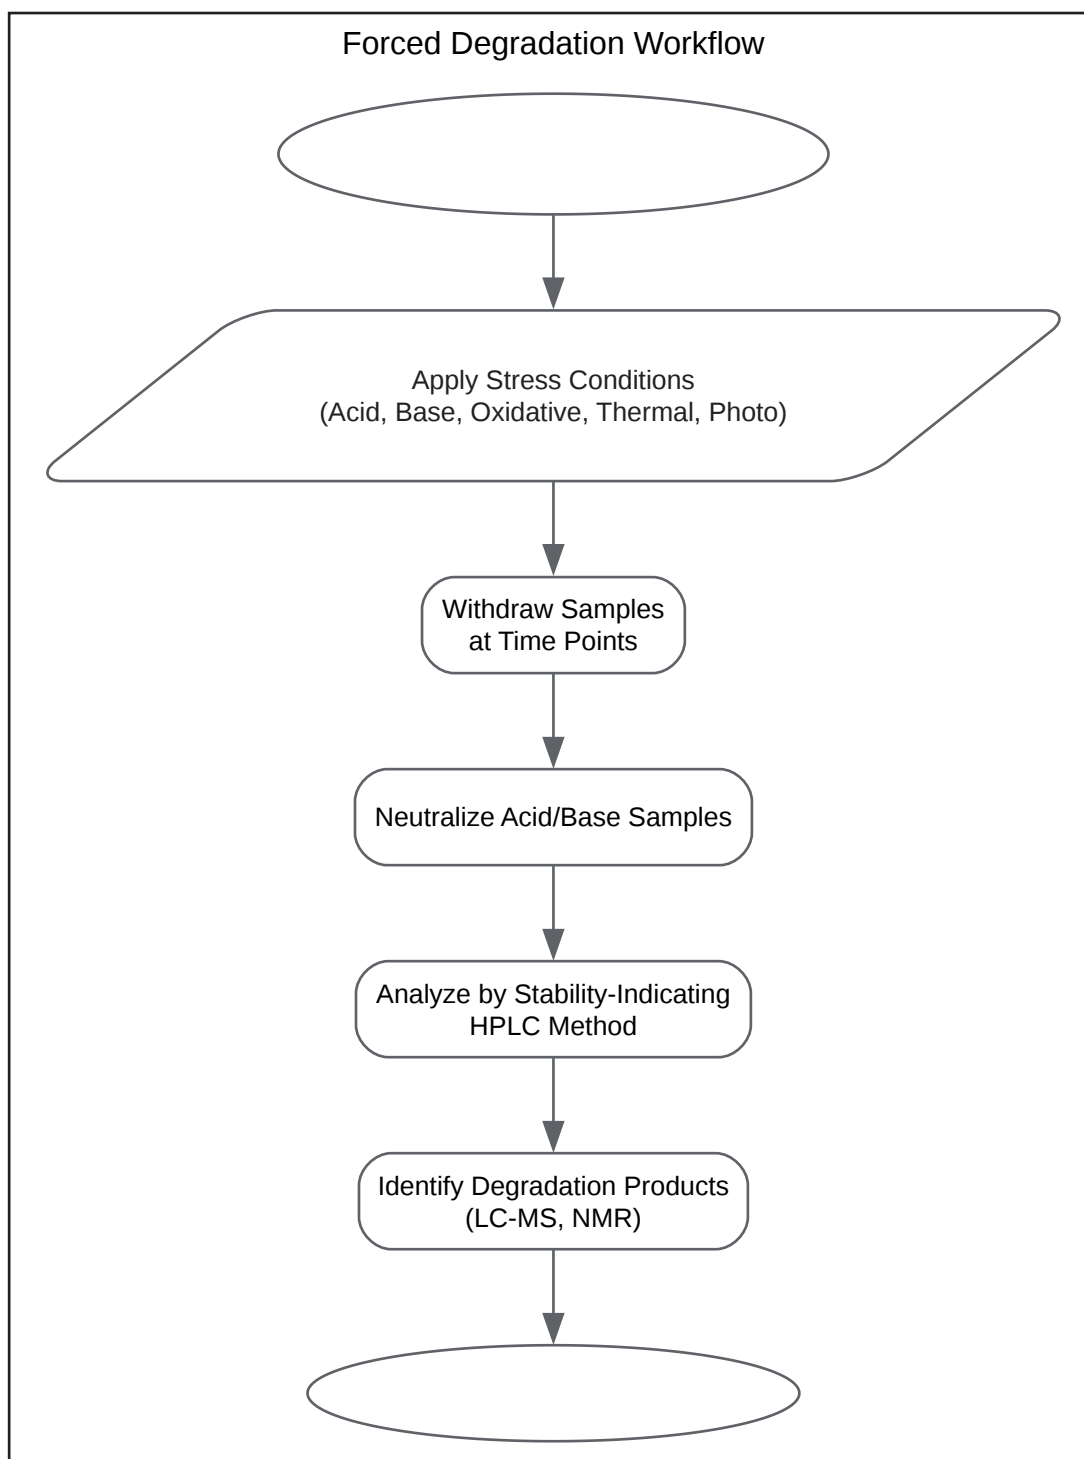 Forced Degradation Workflow
Apply Stress Conditions
(Acid, Base, Oxidative, Thermal, Photo)
Withdraw Samples
at Time Points
Neutralize Acid/Base Samples
Analyze by Stability-Indicating
HPLC Method
Identify Degradation Products
(LC-MS, NMR)